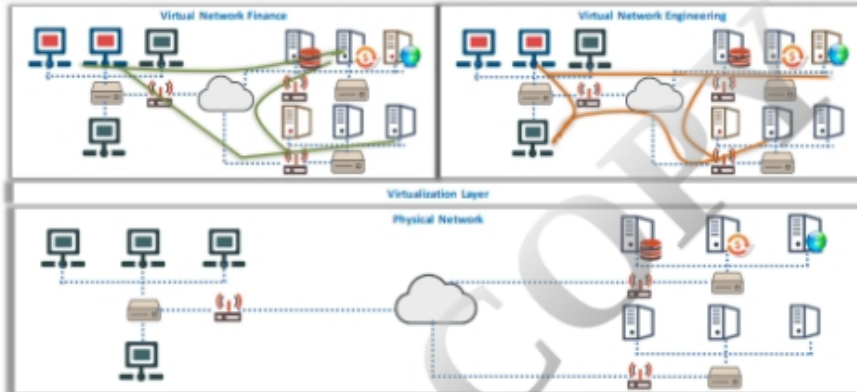 Virtual Network Finance
Virtual Network Engineering
Virtualization Layer
Physical Network
COPY